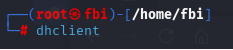 ┌──(root㉿fbi)-[/home/fbi]
└─# dhclient